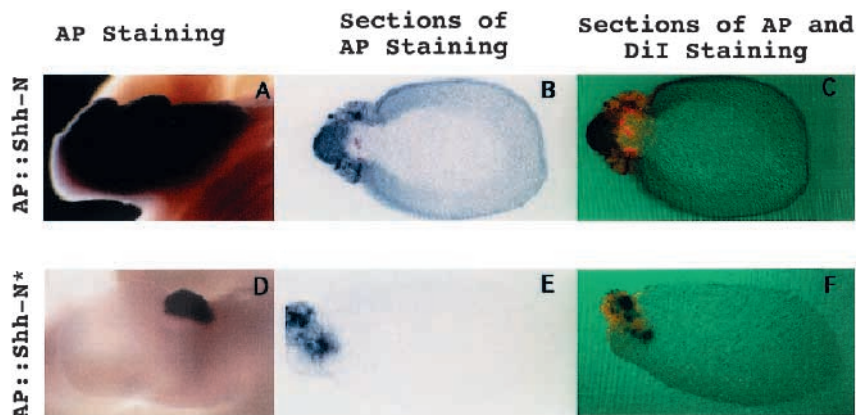 AP Staining
Sections of
AP Staining
Sections of AP and
DiI Staining
AP::Shh-N
A
B
C
AP::Shh-N*
D
E
F